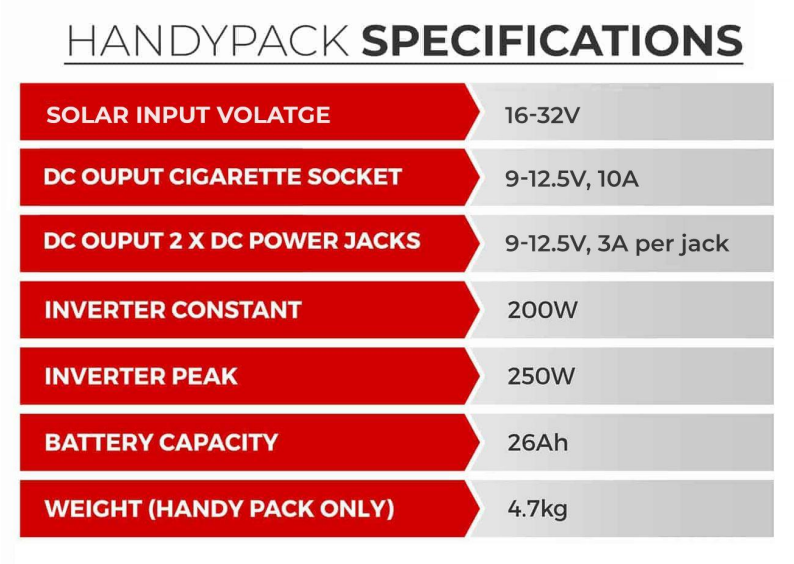 HANDYPACK SPECIFICATIONS
SOLAR INPUT VOLATGE 16-32V
DC OUPUT CIGARETTE SOCKET 9-12.5V, 10A
DC OUPUT 2 X DC POWER JACKS 9-12.5V, 3A per jack
INVERTER CONSTANT 200W
INVERTER PEAK 250W
BATTERY CAPACITY 26Ah
WEIGHT (HANDY PACK ONLY) 4.7kg